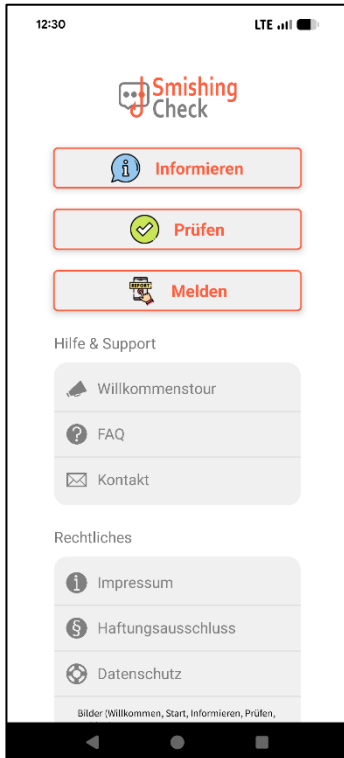 12:30 LTE
Smishing
Check
Informieren
Prüfen
REPORT
Melden
Hilfe & Support
Willkommenstour
FAQ
Kontakt
Rechtliches
Impressum
Haftungsausschluss
Datenschutz
Bilder (Willkommen, Start, Informieren, Prüfen,